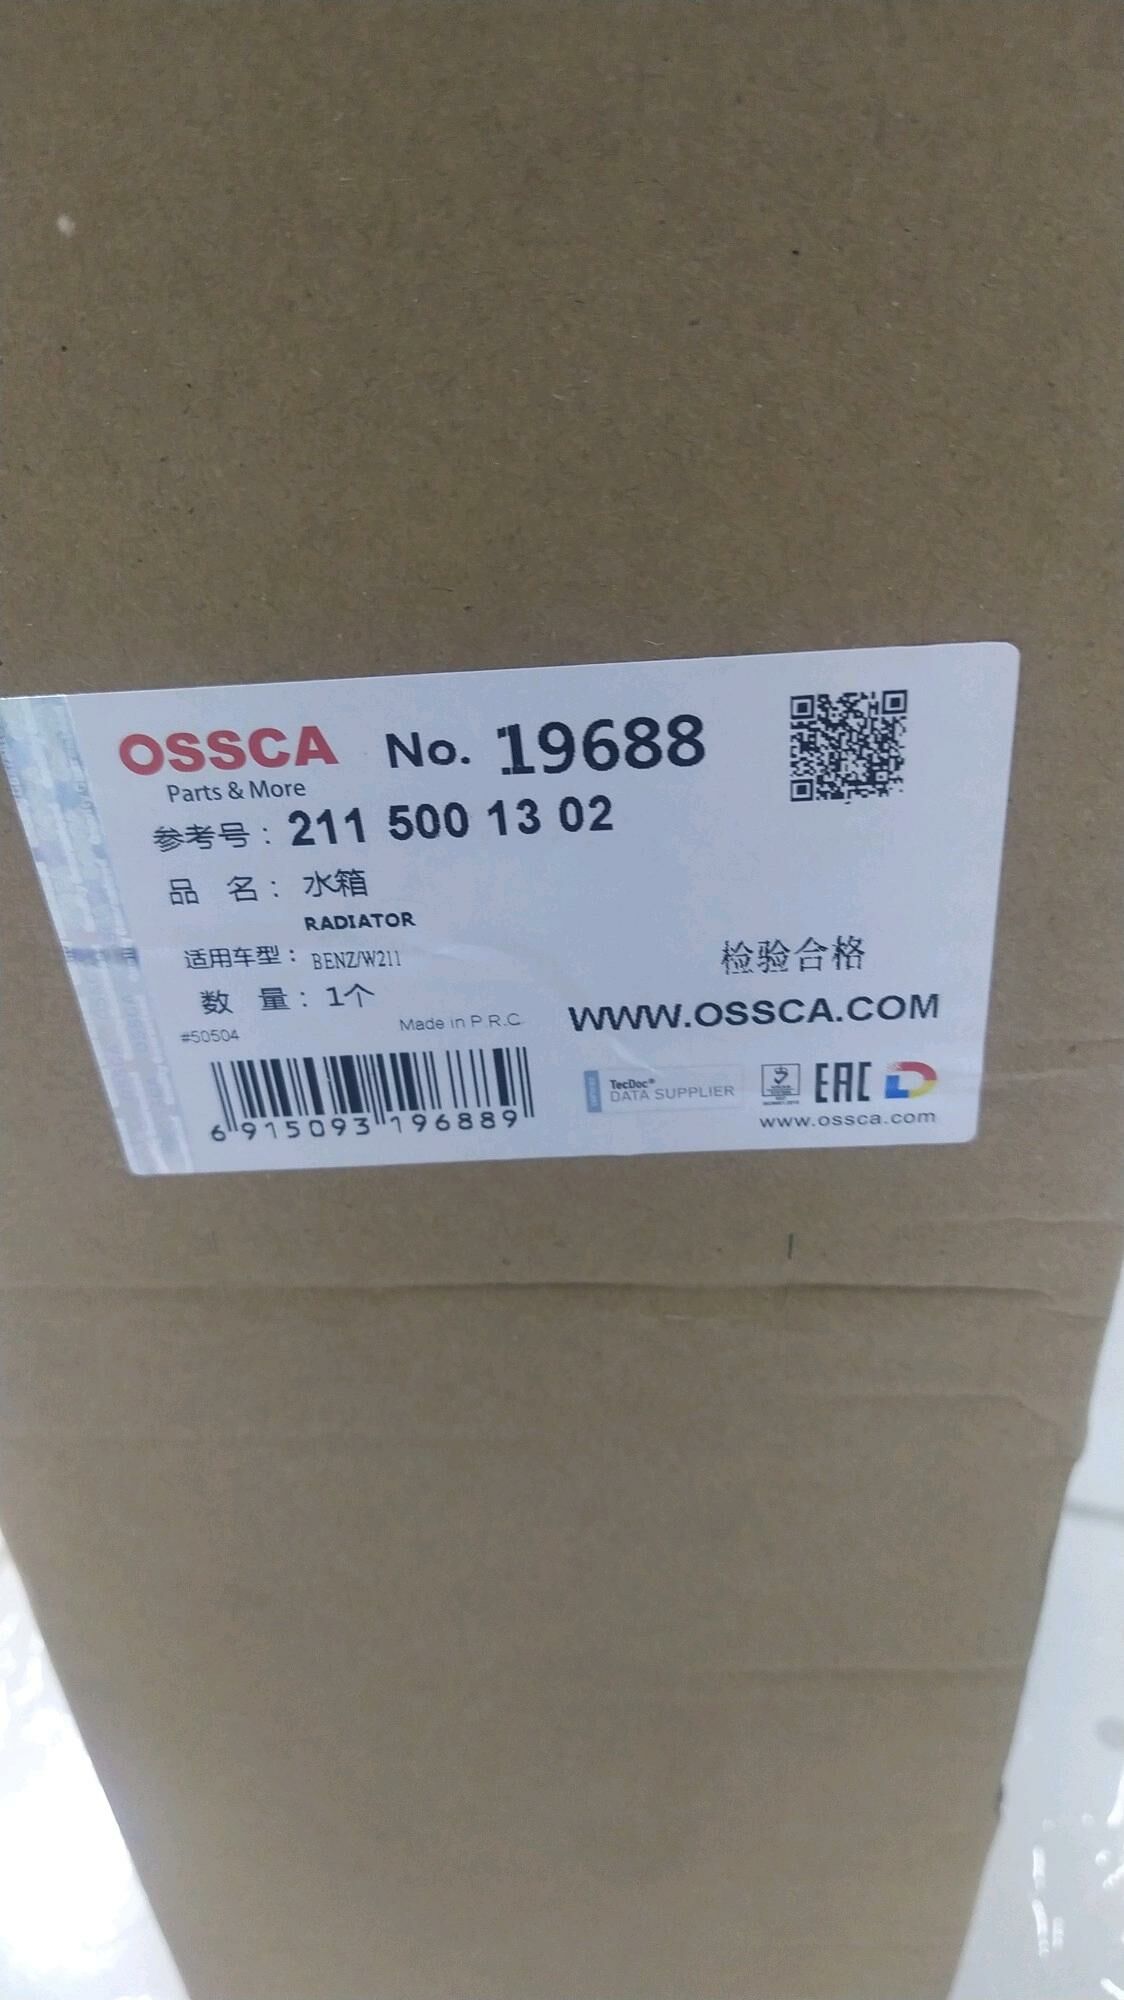 OSSCA No. 19688
Parts & More
参考号: 211 500 13 02
品 名: 水箱
RADIATOR
适用车型: BENZ/W211
数 量: 1个
检验合格
#50504
Made in P.R.C
WWW.OSSCA.COM
6 915093 196889
TecDoc®
DATA SUPPLIER
EAC
www.ossca.com